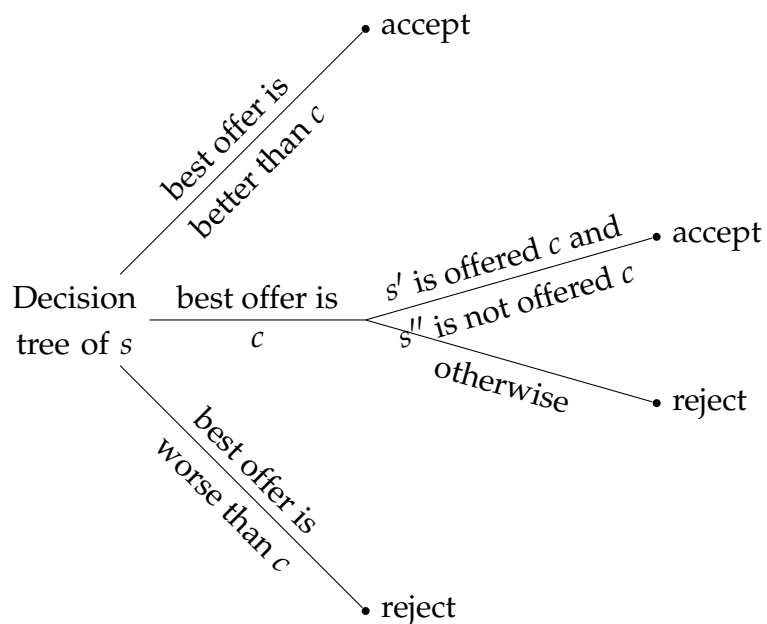 accept
best offer is
better than c
s′ is offered c and
accept
s″ is not offered c
Decision
tree of s
best offer is
c
otherwise
reject
best offer is
worse than c
reject